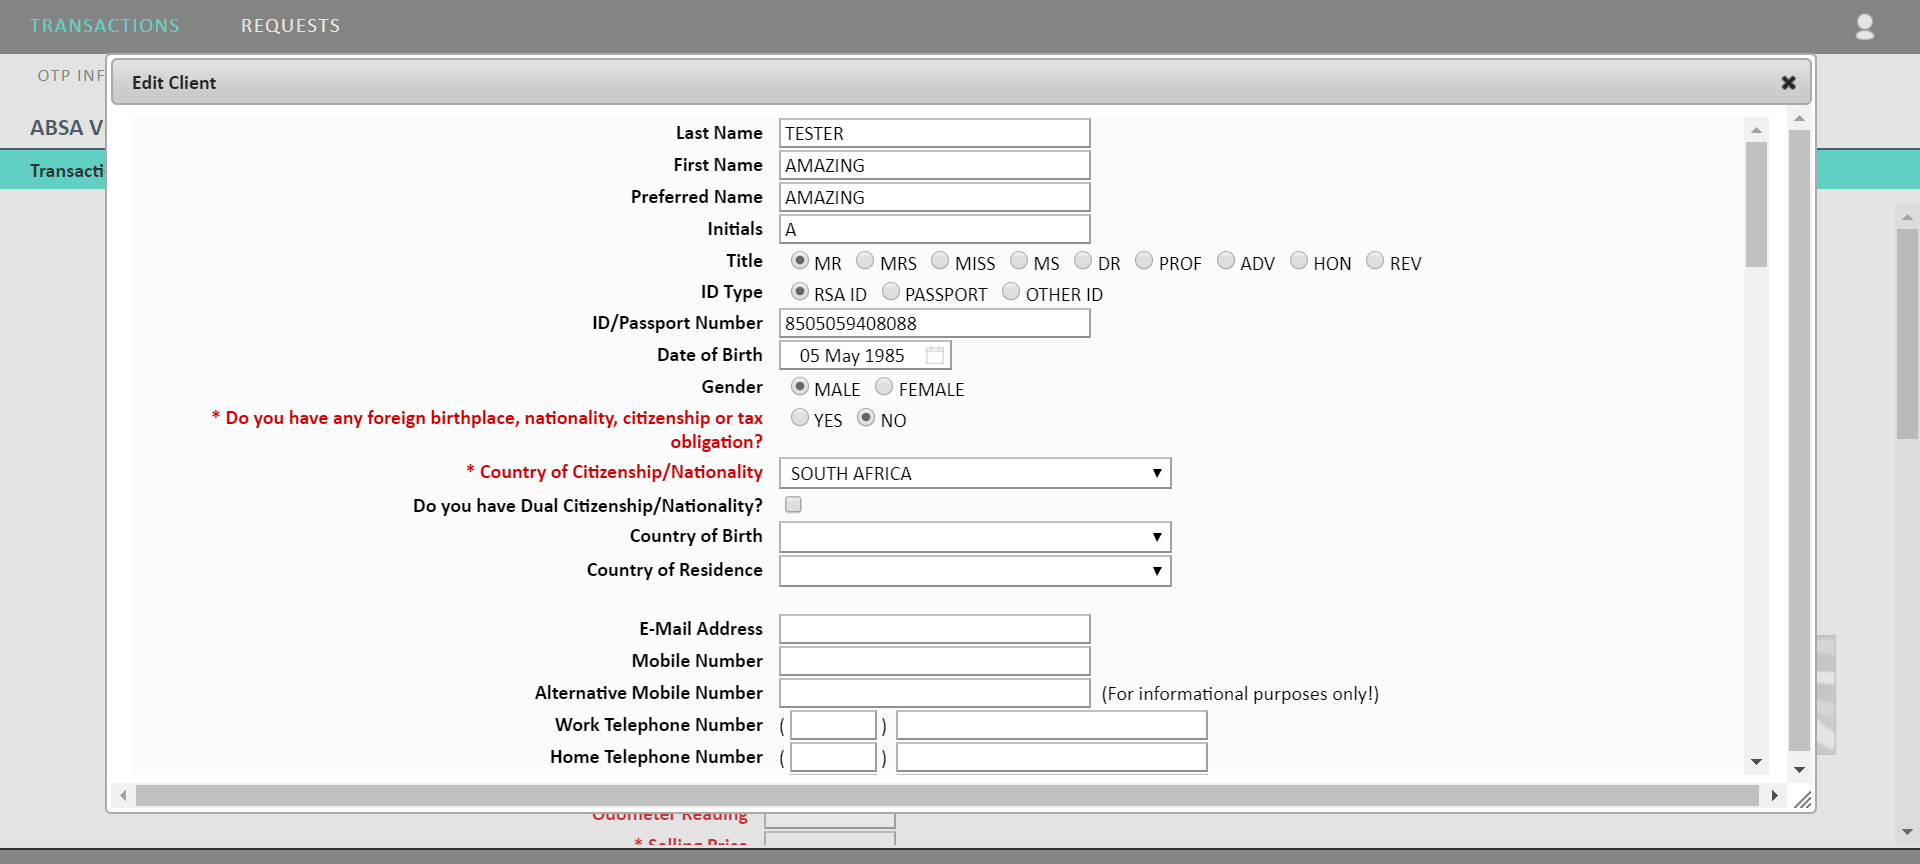 TRANSACTIONS REQUESTS
OTP INF
Edit Client
ABSA V
Transacti
Last Name TESTER
First Name AMAZING
Preferred Name AMAZING
Initials A
Title MR MRS MISS MS DR PROF ADV HON REV
ID Type RSA ID PASSPORT OTHER ID
ID/Passport Number 8505059408088
Date of Birth 05 May 1985
Gender MALE FEMALE
* Do you have any foreign birthplace, nationality, citizenship or tax YES NO
obligation?
* Country of Citizenship/Nationality SOUTH AFRICA
Do you have Dual Citizenship/Nationality?
Country of Birth
Country of Residence
E-Mail Address
Mobile Number
Alternative Mobile Number (For informational purposes only!)
Work Telephone Number ( )
Home Telephone Number ( )
Odometer Reading
* Selling Price